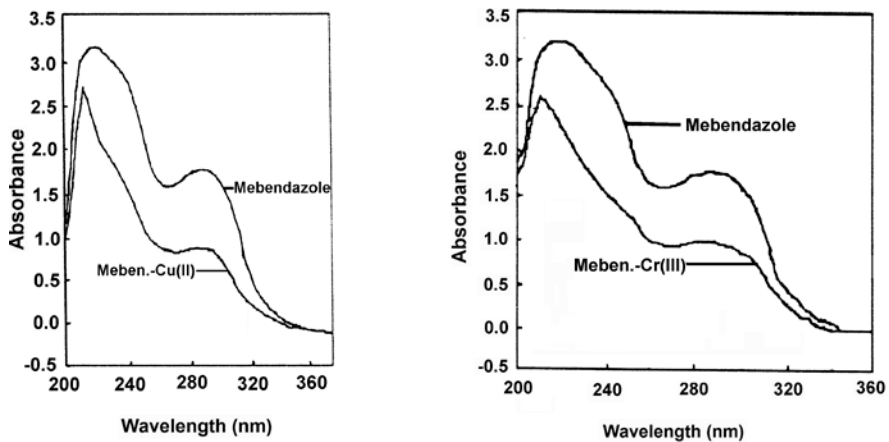 3.5
3.0
2.5
2.0
1.5
1.0
0.5
0.0
-0.5
Absorbance
200 240 280 320 360
Wavelength (nm)
Mebendazole
Meben.-Cu(II)
3.5
3.0
2.5
2.0
1.5
1.0
0.5
0.0
-0.5
Absorbance
200 240 280 320 360
Wavelength (nm)
Mebendazole
Meben.-Cr(III)